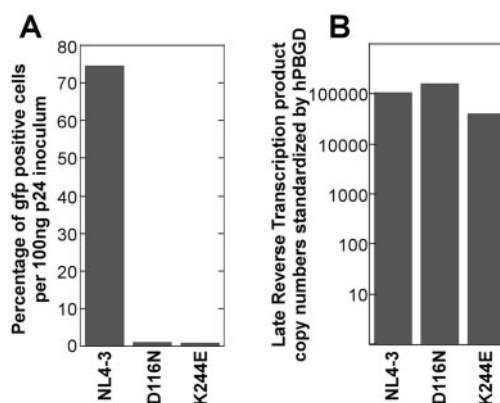 A
Percentage of gfp positive cells
per 100ng p24 inoculum
80
70
60
50
40
30
20
10
0
NL4-3
D116N
K244E
B
Late Reverse Transcription product
copy numbers standardized by hPBGD
100000
10000
1000
100
10
NL4-3
D116N
K244E